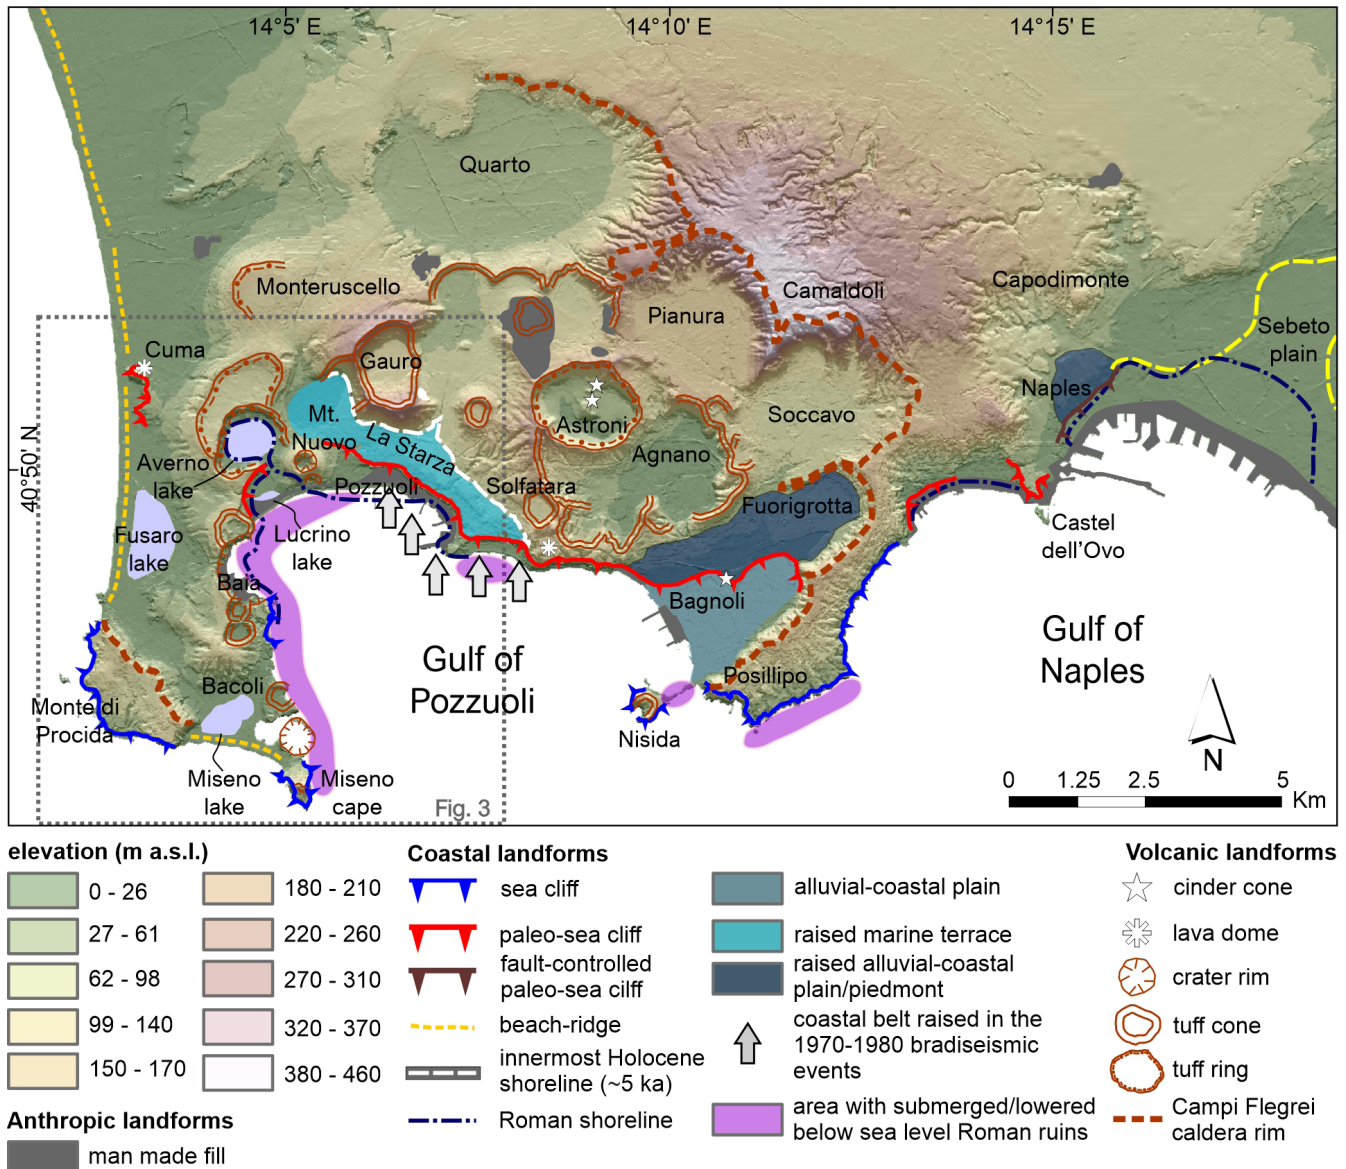 14°5' E
14°10' E
14°15' E
40°50' N
Quarto
Monteruscello
Camaldoli
Capodimonte
Pianura
Sebeto
plain
Cuma
Gauro
Naples
Mt.
Nuovo
La Starza
Astroni
Soccavo
Agnano
Averno
lake
Pozzuoli
Solfatara
Fuorigrotta
Fusaro
lake
Lucrino
lake
Castel
dell'Ovo
Baia
Bagnoli
Gulf of
Pozzuoli
Gulf of
Naples
Bacoli
Posillipo
Monte di
Procida
Nisida
Miseno
lake
Miseno
cape
Fig. 3
N
0 1.25 2.5 5 Km
elevation (m a.s.l.)
0 - 26
27 - 61
62 - 98
99 - 140
150 - 170
180 - 210
220 - 260
270 - 310
320 - 370
380 - 460
Anthropic landforms
man made fill
Coastal landforms
sea cliff
paleo-sea cliff
fault-controlled
paleo-sea cilff
beach-ridge
innermost Holocene
shoreline (~5 ka)
Roman shoreline
alluvial-coastal plain
raised marine terrace
raised alluvial-coastal
plain/piedmont
coastal belt raised in the
1970-1980 bradiseismic
events
area with submerged/lowered
below sea level Roman ruins
Volcanic landforms
cinder cone
lava dome
crater rim
tuff cone
tuff ring
Campi Flegrei
caldera rim